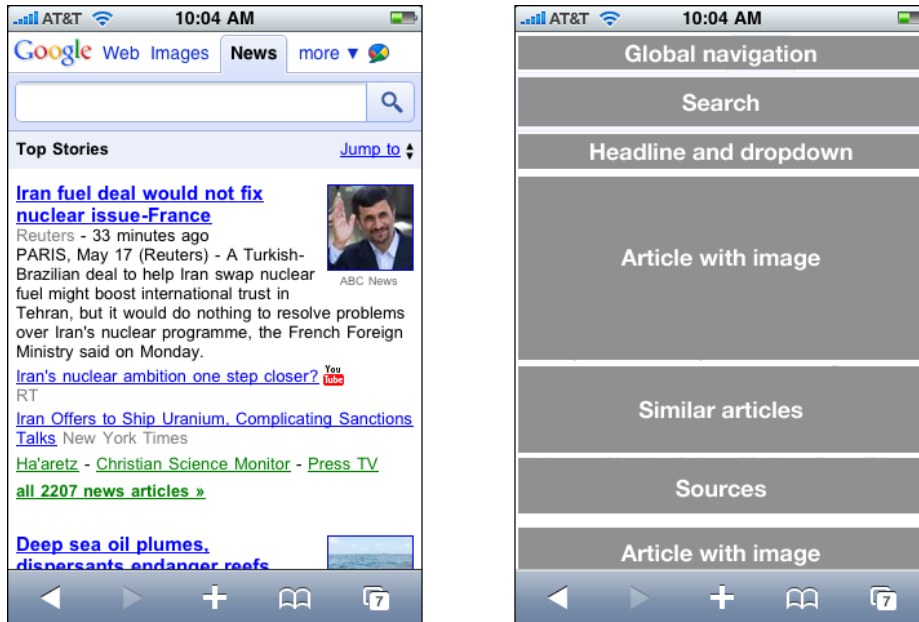 AT&T 10:04 AM
Google Web Images News more ▼
Top Stories Jump to
Iran fuel deal would not fix
nuclear issue-France
Reuters - 33 minutes ago
PARIS, May 17 (Reuters) - A Turkish-
Brazilian deal to help Iran swap nuclear
fuel might boost international trust in
Tehran, but it would do nothing to resolve problems
over Iran's nuclear programme, the French Foreign
Ministry said on Monday.
ABC News
Iran's nuclear ambition one step closer? You Tube
RT
Iran Offers to Ship Uranium, Complicating Sanctions
Talks New York Times
Ha'aretz - Christian Science Monitor - Press TV
all 2207 news articles »
Deep sea oil plumes,
dispersants endanger reefs
7
AT&T 10:04 AM
Global navigation
Search
Headline and dropdown
Article with image
Similar articles
Sources
Article with image
7